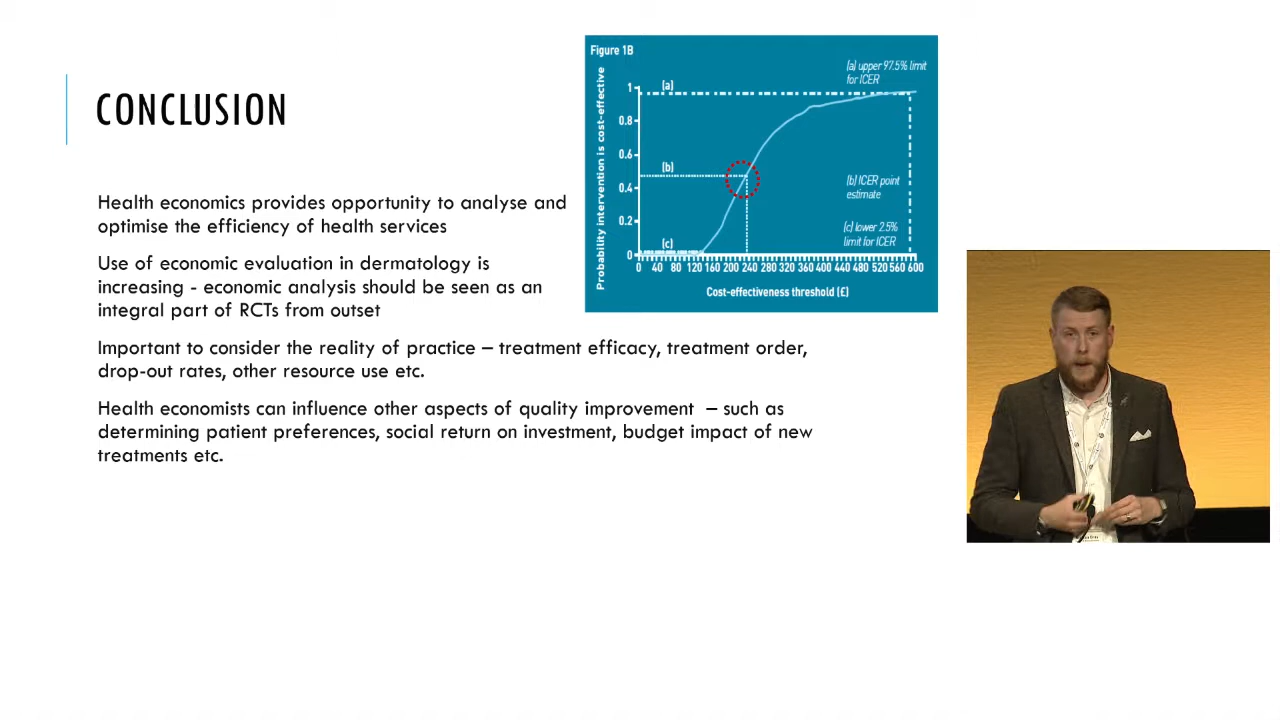 CONCLUSION
Health economics provides opportunity to analyse and
optimise the efficiency of health services
Use of economic evaluation in dermatology is
increasing - economic analysis should be seen as an
integral part of RCTs from outset
Important to consider the reality of practice – treatment efficacy, treatment order,
drop-out rates, other resource use etc.
Health economists can influence other aspects of quality improvement – such as
determining patient preferences, social return on investment, budget impact of new
treatments etc.
Figure 1B
Probability intervention is cost-effective
1
0.8
0.6
0.4
0.2
0
(a)
(b)
(c)
(a) upper 97.5% limit
for ICER
(b) ICER point
estimate
(c) lower 2.5%
limit for ICER
0 40 80 120 160 200 240 280 320 360 400 440 480 520 560 600
Cost-effectiveness threshold (£)